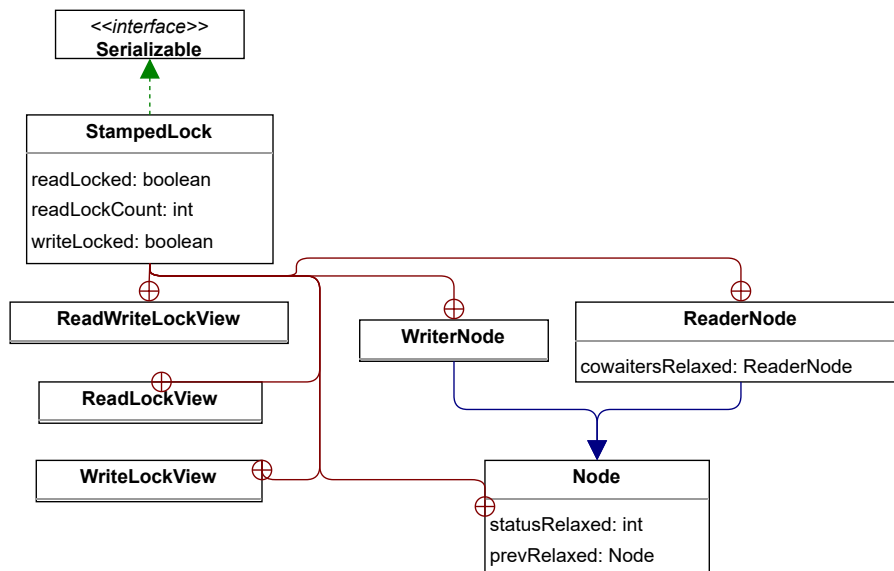 <<interface>>
Serializable
StampedLock
readLocked: boolean
readLockCount: int
writeLocked: boolean
ReadWriteLockView
WriterNode
ReaderNode
cowaitersRelaxed: ReaderNode
ReadLockView
WriteLockView
Node
statusRelaxed: int
prevRelaxed: Node